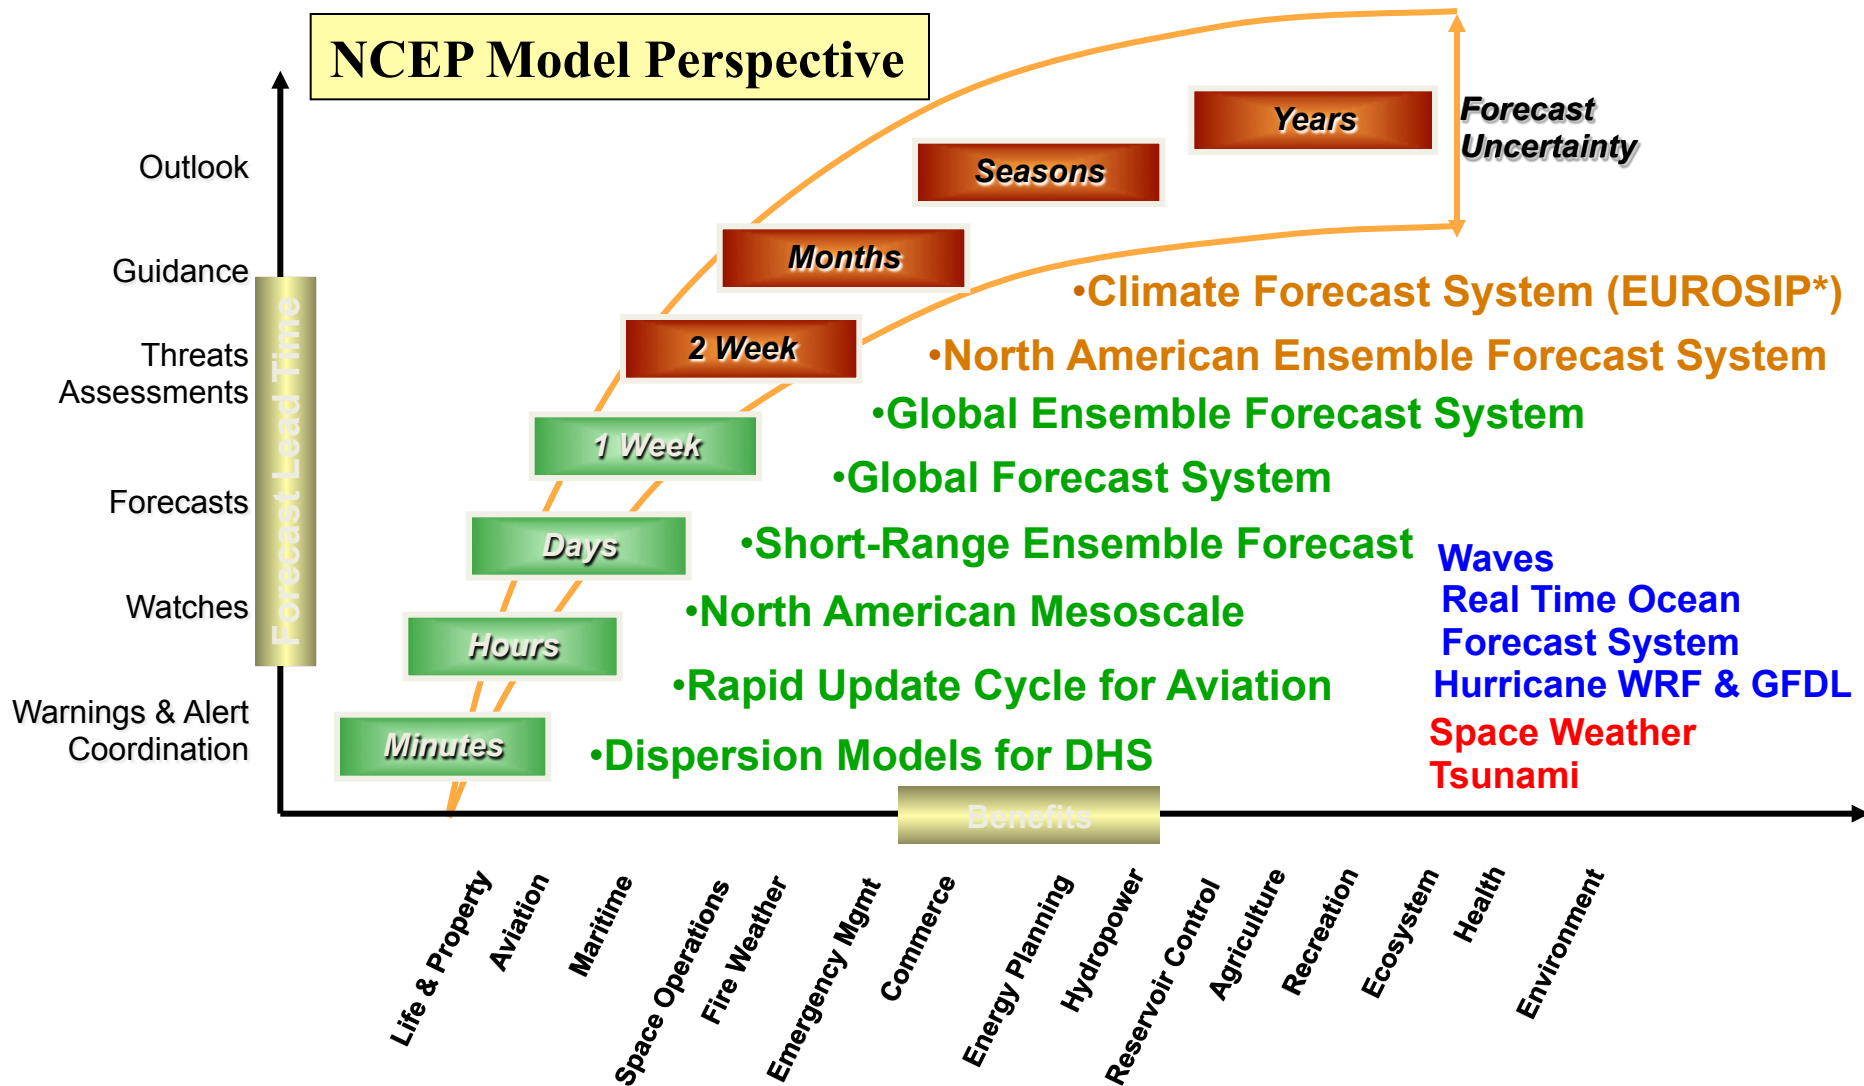 NCEP Model Perspective
Outlook
Guidance
Threats
Assessments
Forecasts
Watches
Warnings & Alert
Coordination
Forecast Lead Time
Years
Seasons
Months
2 Week
1 Week
Days
Hours
Minutes
Forecast
Uncertainty
•Climate Forecast System (EUROSIP*)
•North American Ensemble Forecast System
•Global Ensemble Forecast System
•Global Forecast System
•Short-Range Ensemble Forecast
•North American Mesoscale
•Rapid Update Cycle for Aviation
•Dispersion Models for DHS
Waves
Real Time Ocean
Forecast System
Hurricane WRF & GFDL
Space Weather
Tsunami
Benefits
Life & Property
Aviation
Maritime
Space Operations
Fire Weather
Emergency Mgmt
Commerce
Energy Planning
Hydropower
Reservoir Control
Agriculture
Recreation
Ecosystem
Health
Environment